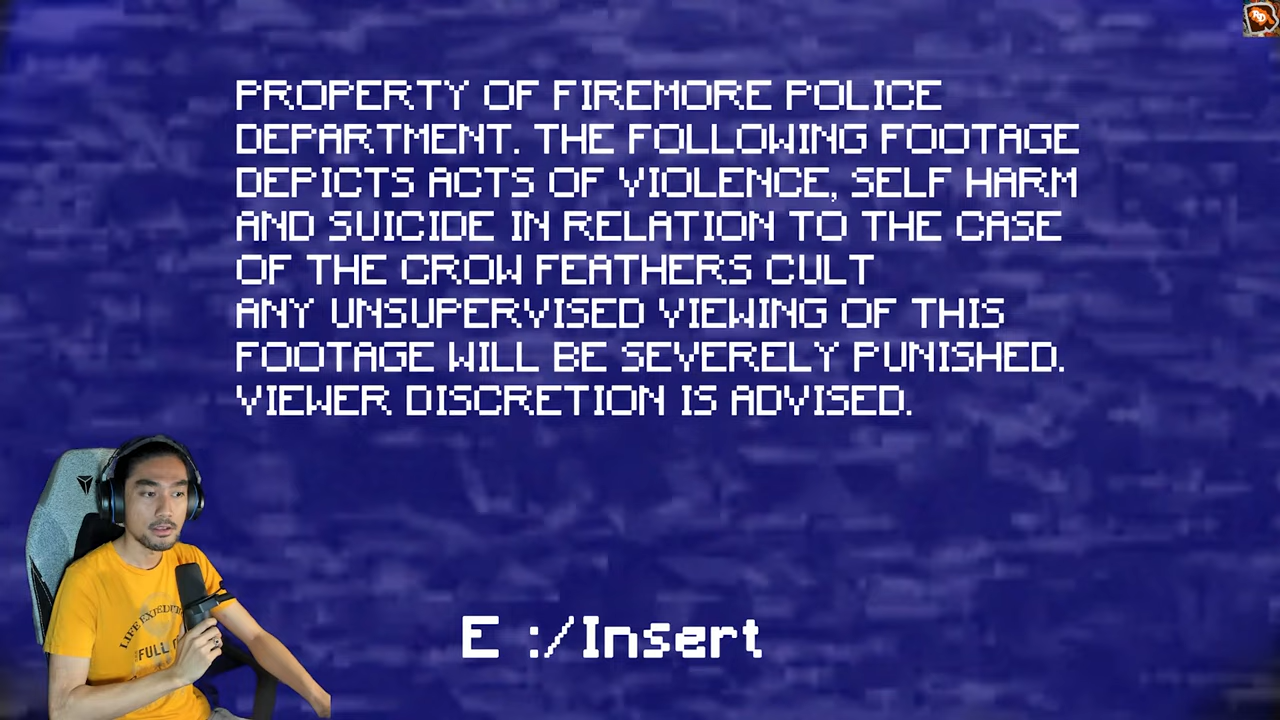 PROPERTY OF FIREMORE POLICE
DEPARTMENT. THE FOLLOWING FOOTAGE
DEPICTS ACTS OF VIOLENCE, SELF HARM
AND SUICIDE IN RELATION TO THE CASE
OF THE CROW FEATHERS CULT
ANY UNSUPERVISED VIEWING OF THIS
FOOTAGE WILL BE SEVERELY PUNISHED.
VIEWER DISCRETION IS ADVISED.
LIFE
FULL
E :/Insert